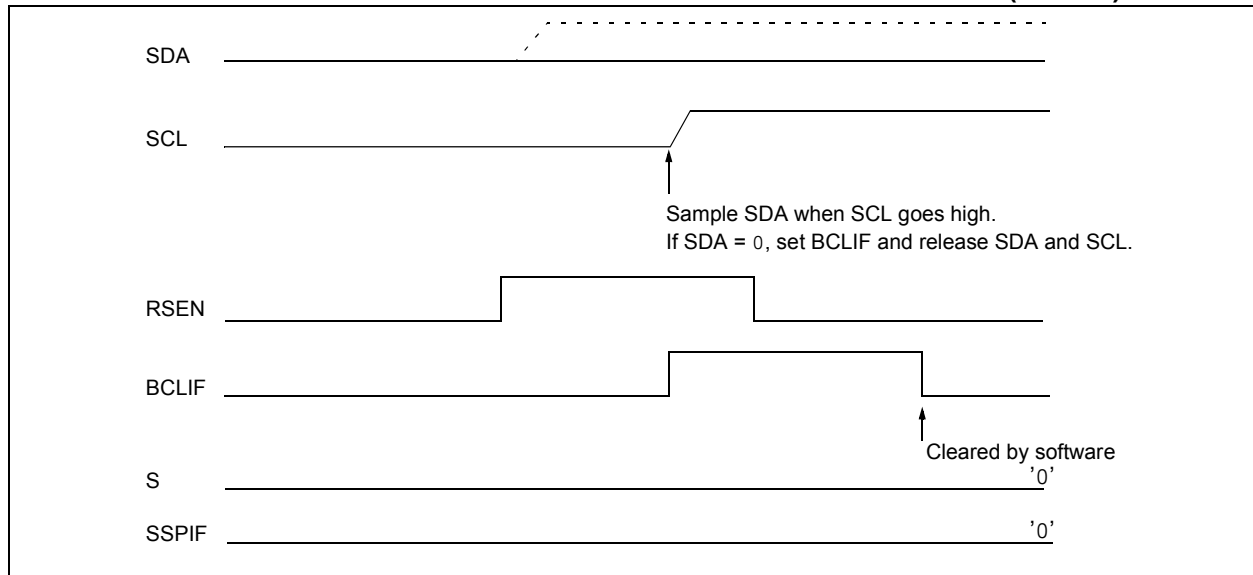 SDA
SCL
Sample SDA when SCL goes high.
If SDA = 0, set BCLIF and release SDA and SCL.
RSEN
BCLIF
Cleared by software
S
'0'
SSPIF
'0'